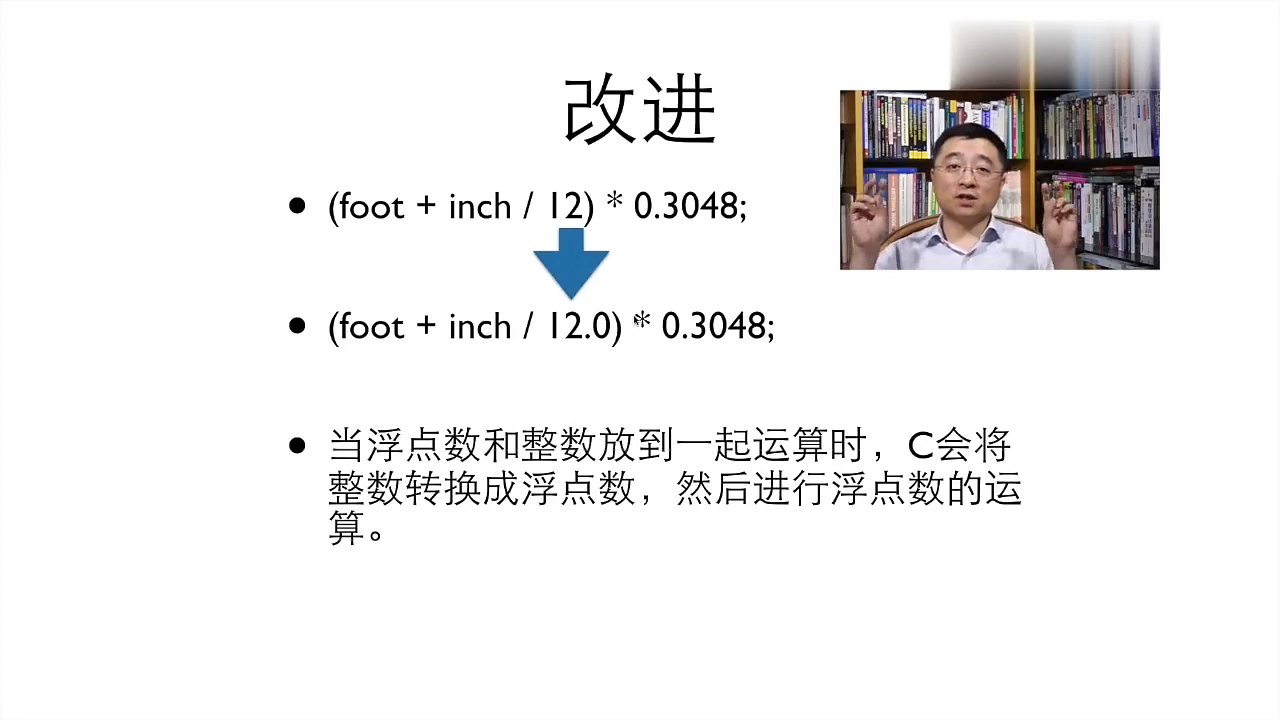 改进
• (foot + inch / 12) * 0.3048;
• (foot + inch / 12.0) * 0.3048;
• 当浮点数和整数放到一起运算时，C会将
整数转换成浮点数，然后进行浮点数的运
算。